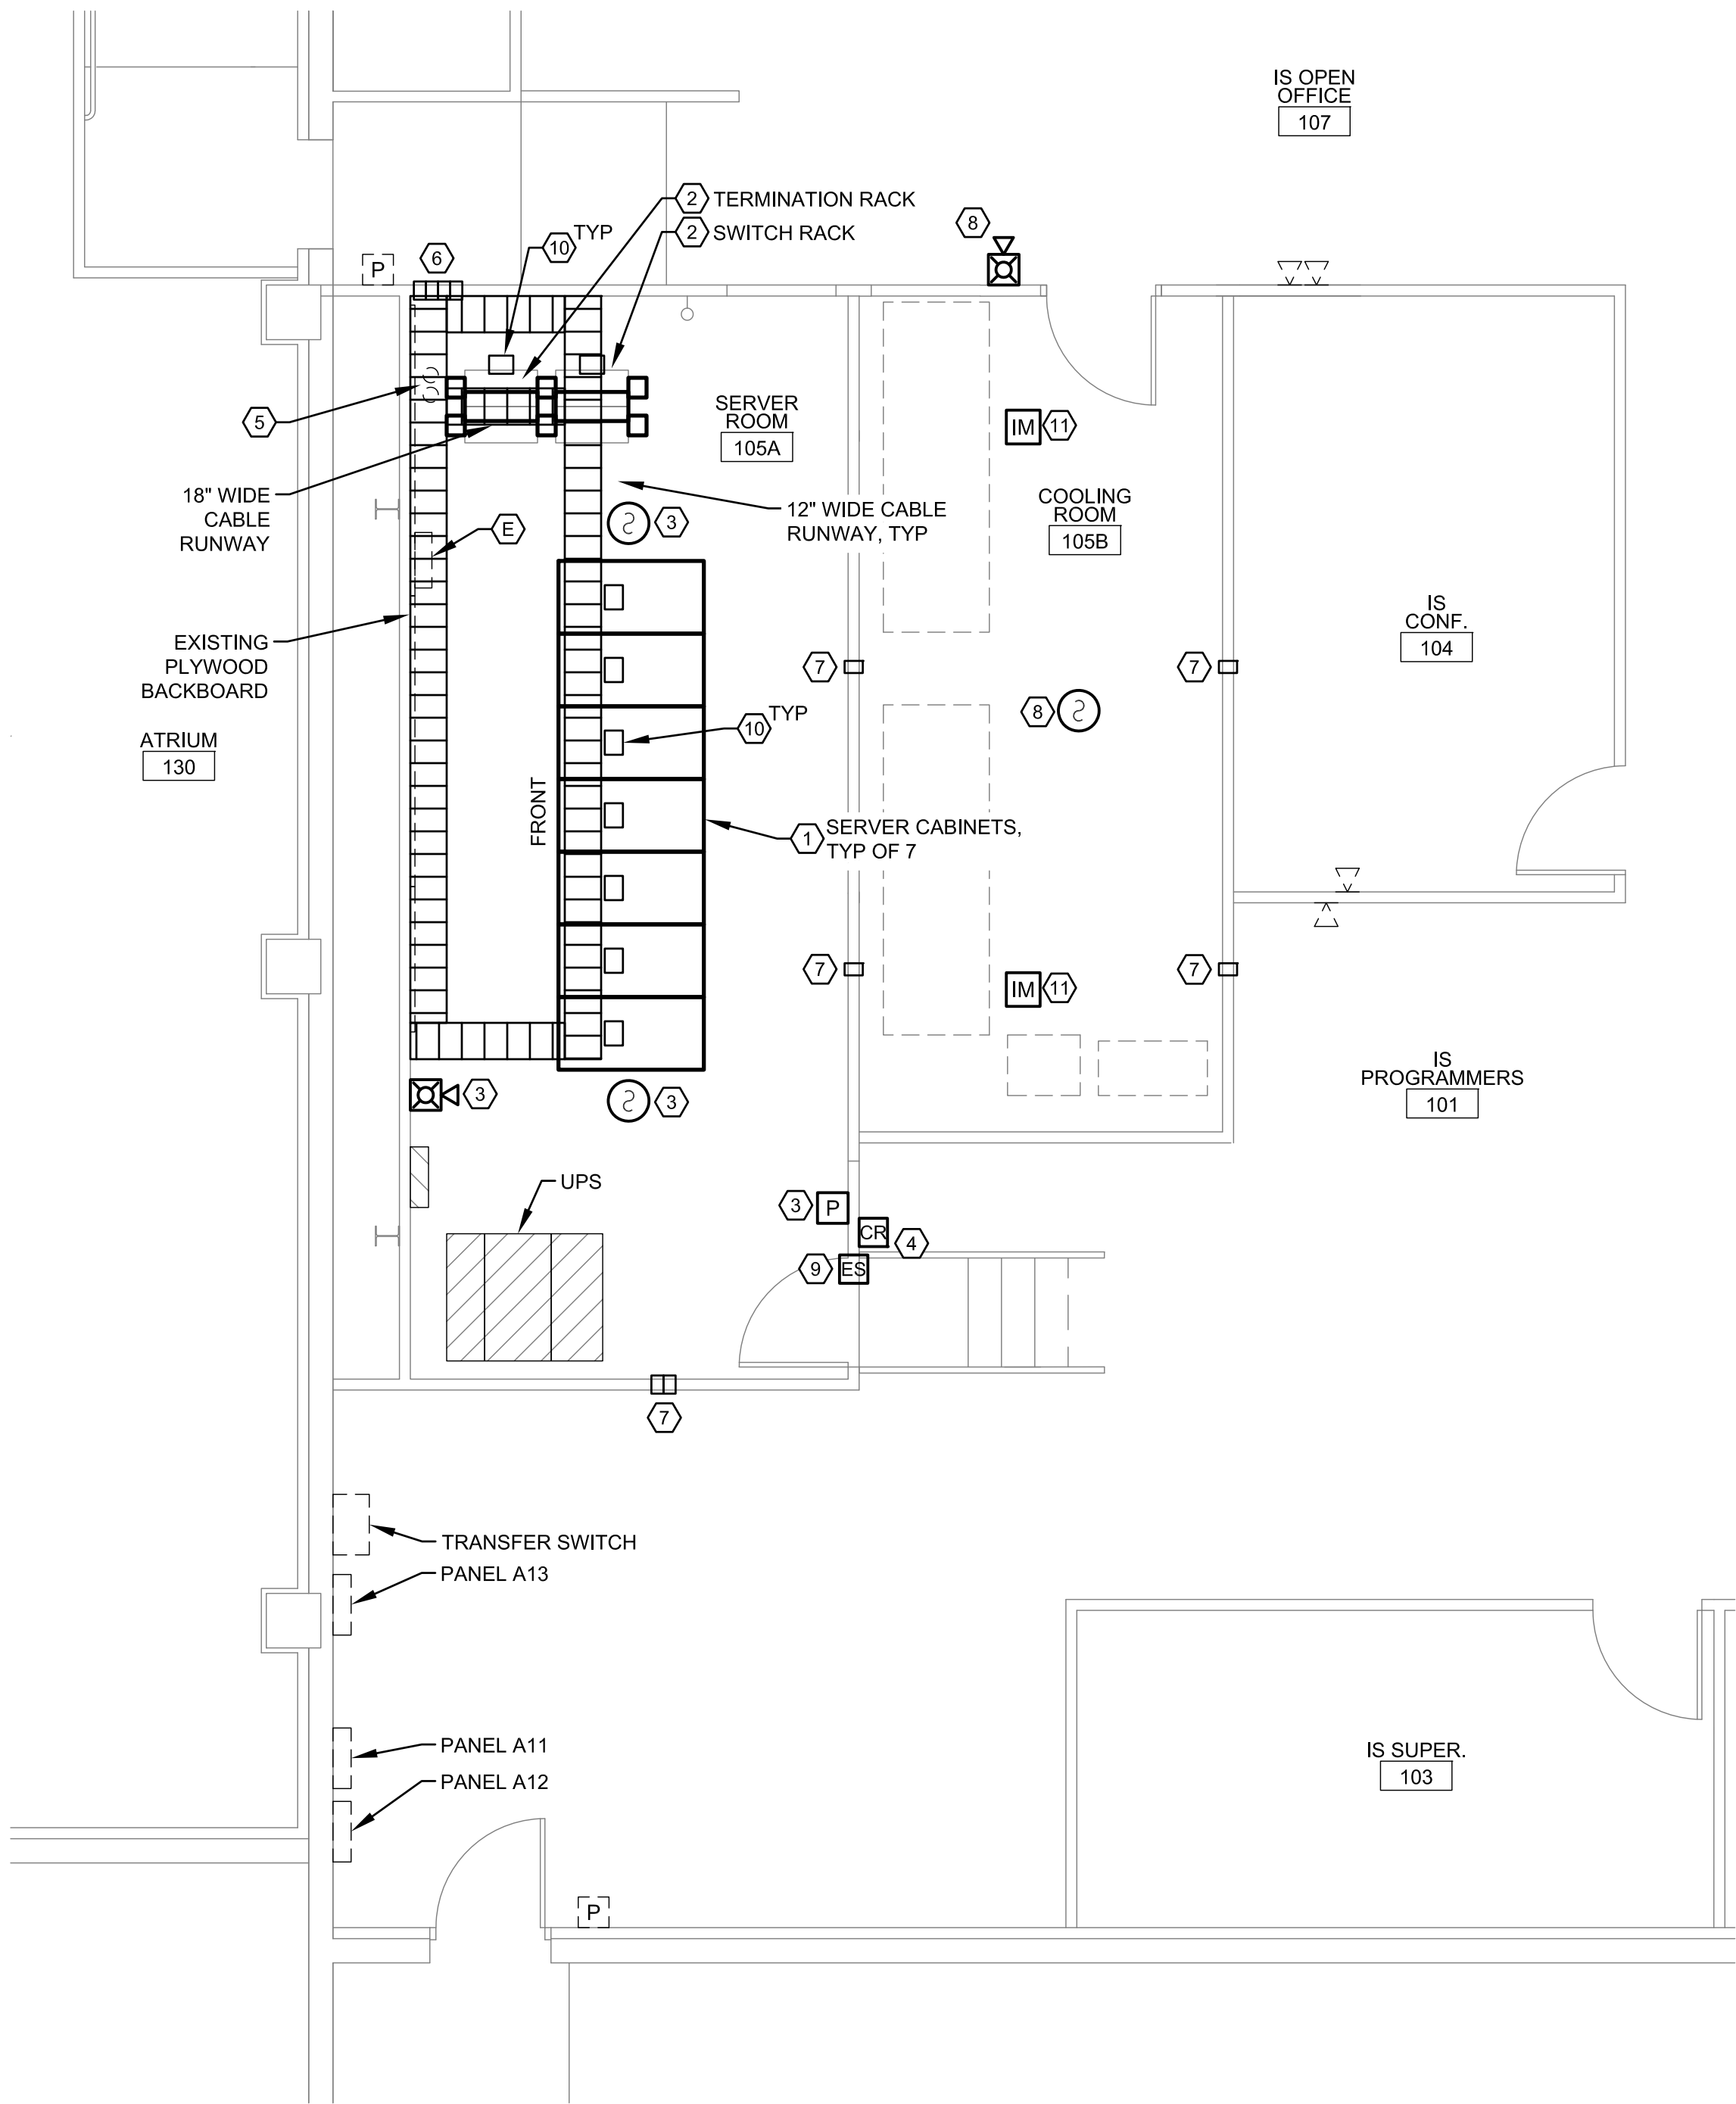 IS OPEN
OFFICE
107
2 TERMINATION RACK
2 SWITCH RACK
10 TYP
8
6
P
5
SERVER
ROOM
105A
IM 11
18" WIDE
CABLE
RUNWAY
E
3
12" WIDE CABLE
RUNWAY, TYP
COOLING
ROOM
105B
IS
CONF.
104
EXISTING
PLYWOOD
BACKBOARD
7
7
ATRIUM
130
10 TYP
8
FRONT
1 SERVER CABINETS,
TYP OF 7
7
7
IM 11
3
3
IS
PROGRAMMERS
101
UPS
3 P
CR 4
9 ES
7
TRANSFER SWITCH
PANEL A13
PANEL A11
PANEL A12
IS SUPER.
103
P